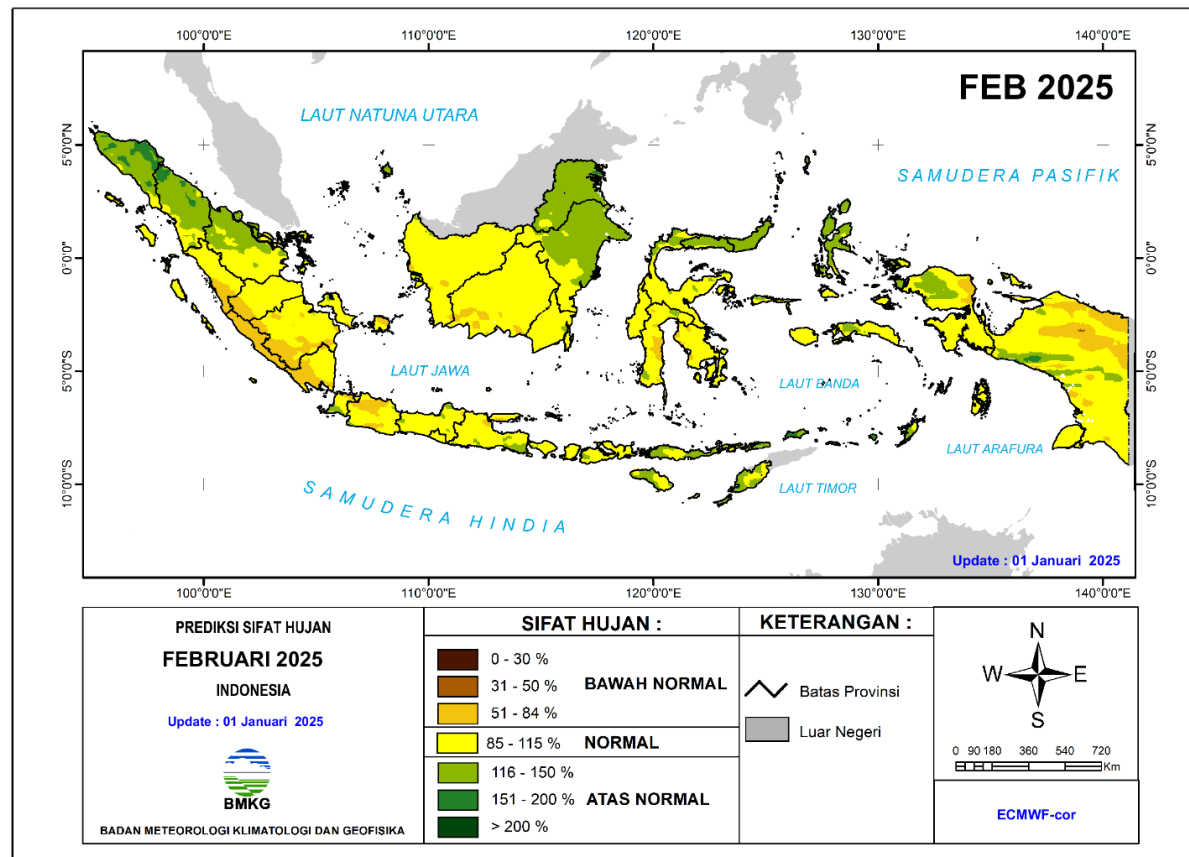 100°0'0"E 110°0'0"E 120°0'0"E 130°0'0"E 140°0'0"E
FEB 2025
LAUT NATUNA UTARA
5°0'0"N 5°0'0"N
SAMUDERA PASIFIK
0°0'0" 0°0'0"
LAUT JAWA
5°0'0"S 5°0'0"S
LAUT BANDA
LAUT ARAFURA
10°0'0"S 10°0'0"S
LAUT TIMOR
SAMUDERA HINDIA
Update : 01 Januari 2025
100°0'0"E 110°0'0"E 120°0'0"E 130°0'0"E 140°0'0"E
PREDIKSI SIFAT HUJAN
FEBRUARI 2025
INDONESIA
Update : 01 Januari 2025
BMKG
BADAN METEOROLOGI KLIMATOLOGI DAN GEOFISIKA
SIFAT HUJAN :
0 - 30 %
31 - 50 % BAWAH NORMAL
51 - 84 %
85 - 115 % NORMAL
116 - 150 %
151 - 200 % ATAS NORMAL
> 200 %
KETERANGAN :
Batas Provinsi
Luar Negeri
N
W E
S
0 90 180 360 540 720
Km
ECMWF-cor